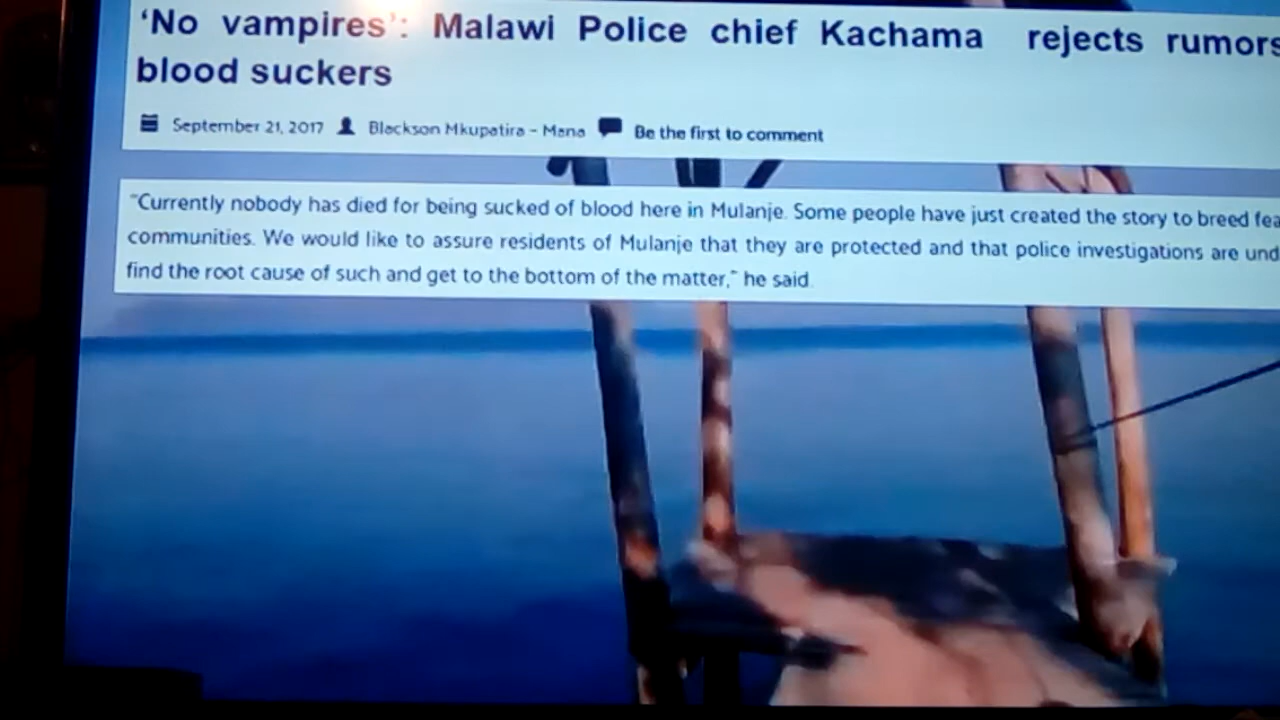 ‘No vampires’: Malawi Police chief Kachama rejects rumors
blood suckers
September 21, 2017 Blackson Mkupatira - Mana Be the first to comment
“Currently nobody has died for being sucked of blood here in Mulanje. Some people have just created the story to breed fea
communities. We would like to assure residents of Mulanje that they are protected and that police investigations are und
find the root cause of such and get to the bottom of the matter,” he said.